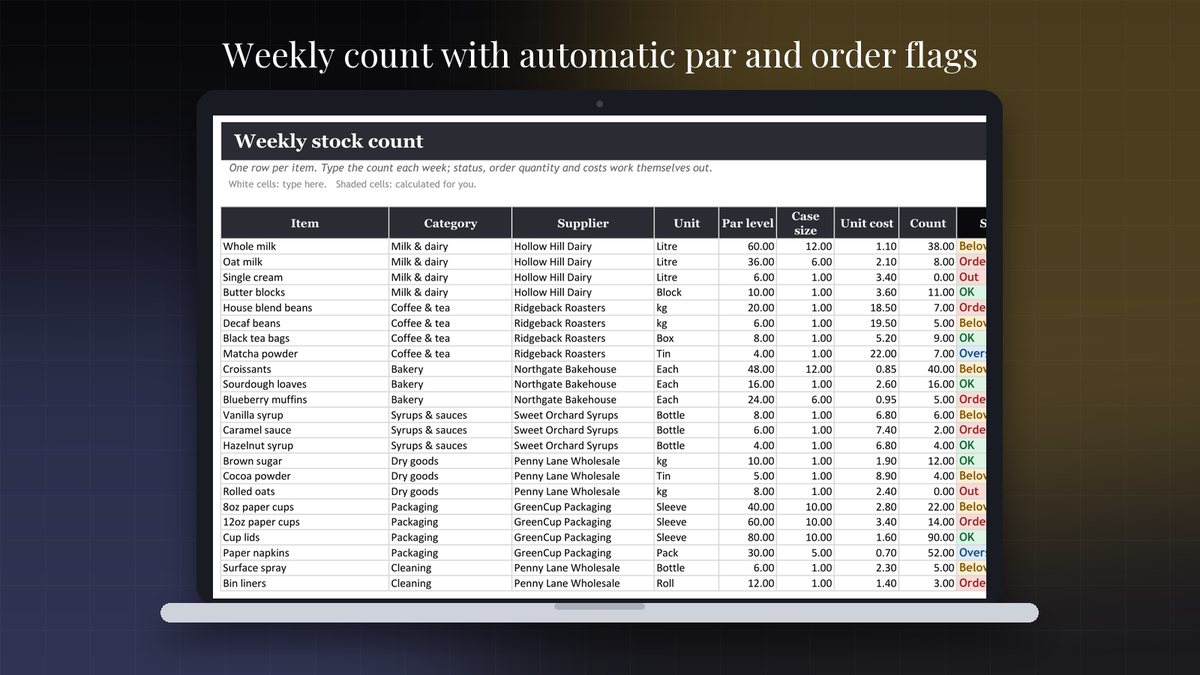 Weekly count with automatic par and order flags
Weekly stock count
One row per item. Type the count each week; status, order quantity and costs work themselves out.
White cells: type here. Shaded cells: calculated for you.
Item Category Supplier Unit Par level Case size Unit cost Count S
Whole milk Milk & dairy Hollow Hill Dairy Litre 60.00 12.00 1.10 38.00 Belov
Oat milk Milk & dairy Hollow Hill Dairy Litre 36.00 6.00 2.10 8.00 Orde
Single cream Milk & dairy Hollow Hill Dairy Litre 6.00 1.00 3.40 0.00 Out
Butter blocks Milk & dairy Hollow Hill Dairy Block 10.00 1.00 3.60 11.00 OK
House blend beans Coffee & tea Ridgeback Roasters kg 20.00 1.00 18.50 7.00 Orde
Decaf beans Coffee & tea Ridgeback Roasters kg 6.00 1.00 19.50 5.00 Belov
Black tea bags Coffee & tea Ridgeback Roasters Box 8.00 1.00 5.20 9.00 OK
Matcha powder Coffee & tea Ridgeback Roasters Tin 4.00 1.00 22.00 7.00 Over
Croissants Bakery Northgate Bakehouse Each 48.00 12.00 0.85 40.00 Belov
Sourdough loaves Bakery Northgate Bakehouse Each 16.00 1.00 2.60 16.00 OK
Blueberry muffins Bakery Northgate Bakehouse Each 24.00 6.00 0.95 5.00 Orde
Vanilla syrup Syrups & sauces Sweet Orchard Syrups Bottle 8.00 1.00 6.80 6.00 Belov
Caramel sauce Syrups & sauces Sweet Orchard Syrups Bottle 6.00 1.00 7.40 2.00 Orde
Hazelnut syrup Syrups & sauces Sweet Orchard Syrups Bottle 4.00 1.00 6.80 4.00 OK
Brown sugar Dry goods Penny Lane Wholesale kg 10.00 1.00 1.90 12.00 OK
Cocoa powder Dry goods Penny Lane Wholesale Tin 5.00 1.00 8.90 4.00 Belov
Rolled oats Dry goods Penny Lane Wholesale kg 8.00 1.00 2.40 0.00 Out
8oz paper cups Packaging GreenCup Packaging Sleeve 40.00 10.00 2.80 22.00 Belov
12oz paper cups Packaging GreenCup Packaging Sleeve 60.00 10.00 3.40 14.00 Orde
Cup lids Packaging GreenCup Packaging Sleeve 80.00 10.00 1.60 90.00 OK
Paper napkins Packaging GreenCup Packaging Pack 30.00 5.00 0.70 52.00 Over
Surface spray Cleaning Penny Lane Wholesale Bottle 6.00 1.00 2.30 5.00 Belov
Bin liners Cleaning Penny Lane Wholesale Roll 12.00 1.00 1.40 3.00 Orde